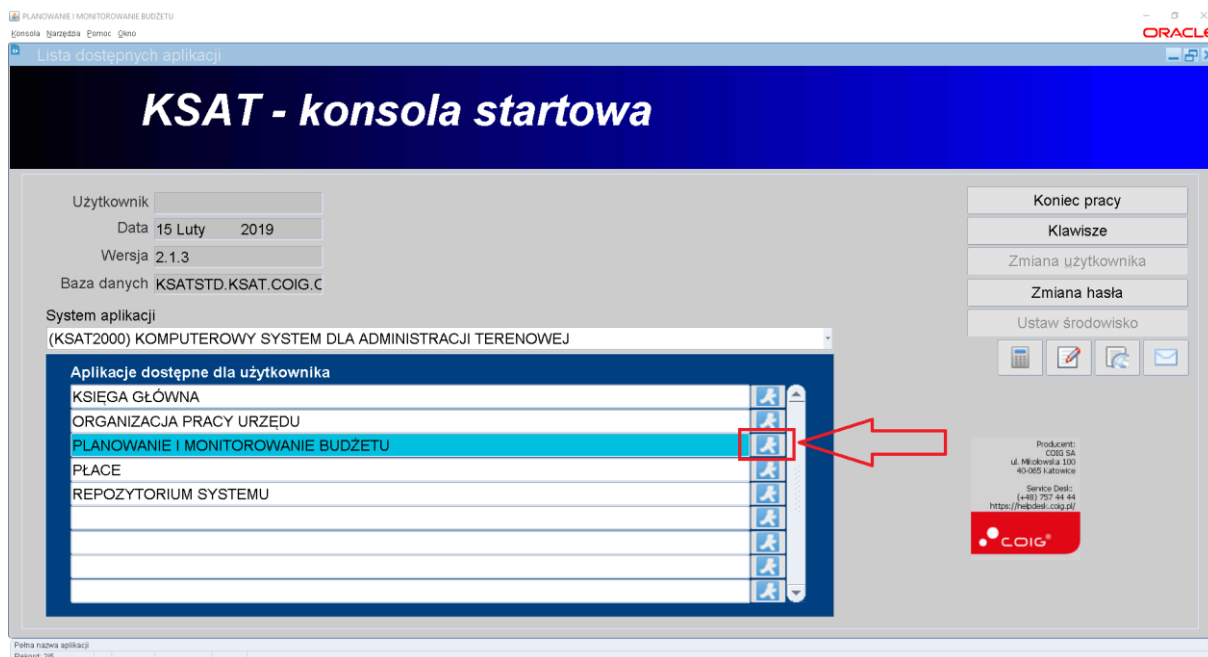 PLANOWANIE I MONITOROWANIE BUDŻETU
Konsola Narzędzia Pomoc Okno
ORACLE
Lista dostępnych aplikacji
KSAT - konsola startowa
Użytkownik
Data 15 Luty 2019
Wersja 2.1.3
Baza danych KSATSTD.KSAT.COIG.C
System aplikacji
(KSAT2000) KOMPUTEROWY SYSTEM DLA ADMINISTRACJI TERENOWEJ
Aplikacje dostępne dla użytkownika
KSIĘGA GŁÓWNA
ORGANIZACJA PRACY URZĘDU
PLANOWANIE I MONITOROWANIE BUDŻETU
PŁACE
REPOZYTORIUM SYSTEMU
Koniec pracy
Klawisze
Zmiana użytkownika
Zmiana hasła
Ustaw środowisko
Producent:
COIG SA
ul. Mikołowska 100
40-065 Katowice
Service Desk:
(+48) 757 44 44
https://helpdesk.coig.pl/
COIG®
Pełna nazwa aplikacji
Rekord: 3/5